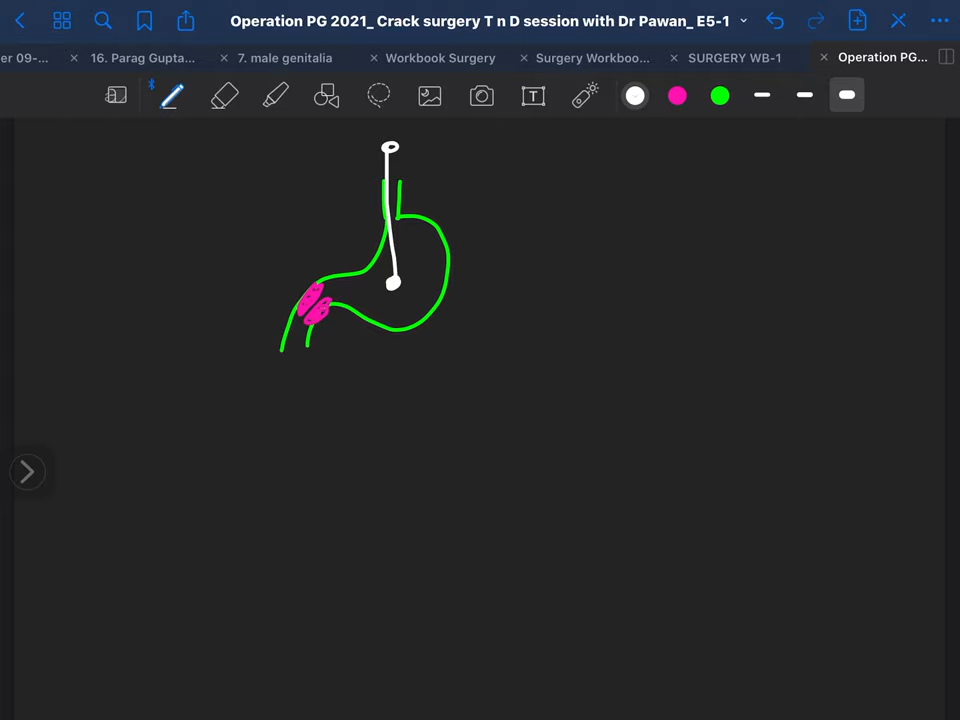 Operation PG 2021_ Crack surgery T n D session with Dr Pawan_ E5-1
er 09-... 16. Parag Gupta... 7. male genitalia Workbook Surgery Surgery Workboo... SURGERY WB-1 Operation PG...
T